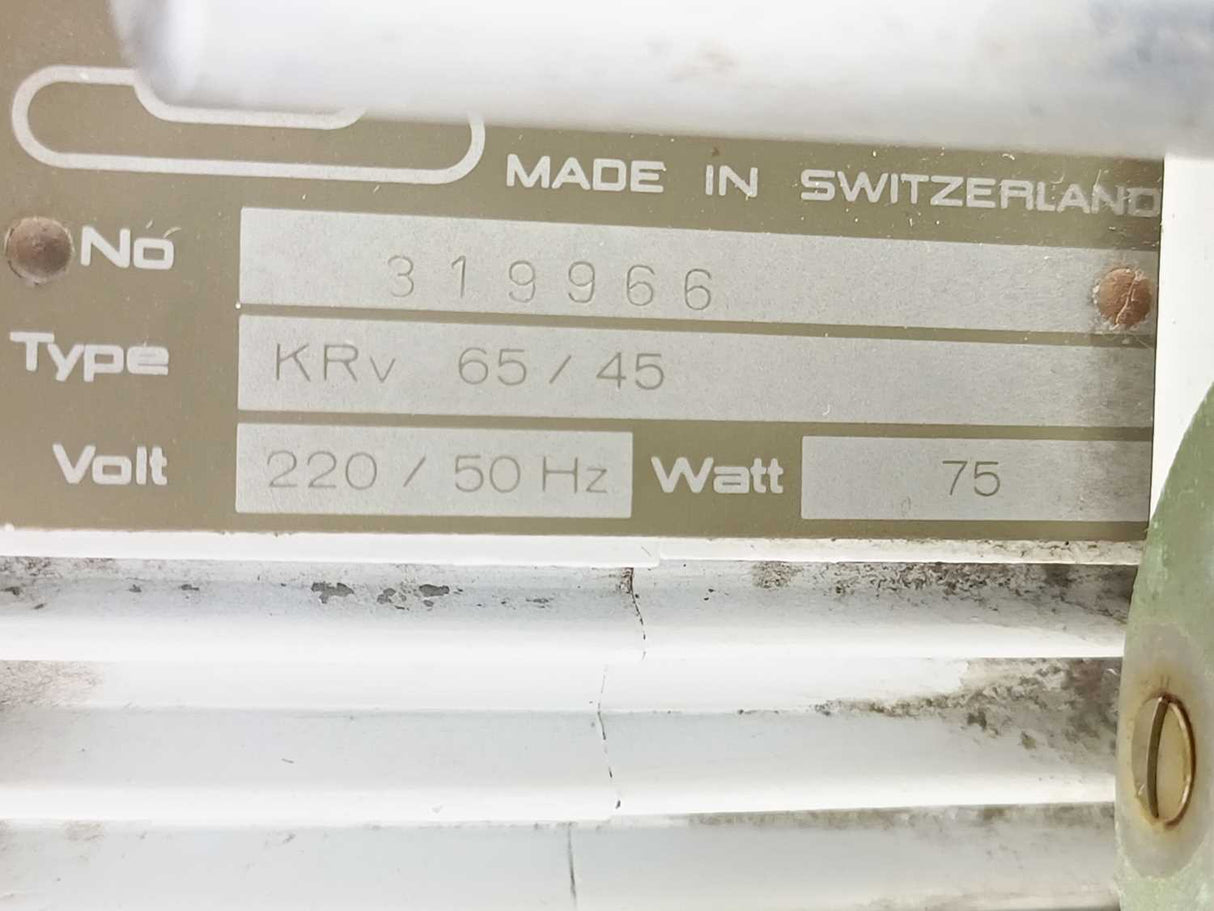 MADE IN SWITZERLAND
No 319966
Type KRv 65/45
Volt 220/50 Hz Watt 75